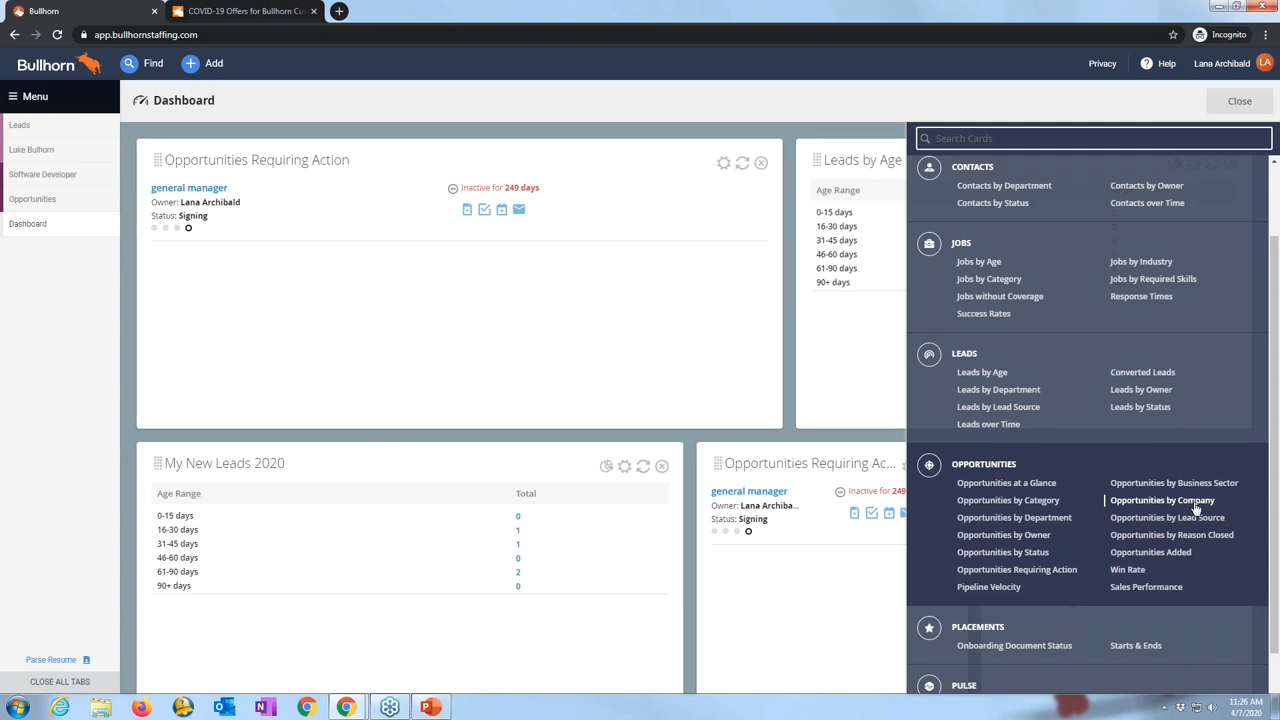 Bullhorn
COVID-19 Offers for Bullhorn Cu
app.bullhornstaffing.com
Incognito
Bullhorn
Find
Add
Privacy
Help
Lana Archibald
LA
Menu
Dashboard
Close
Leads
Luke Bulhorn
Software Developer
Opportunities
Dashboard
Opportunities Requiring Action
general manager
Inactive for 249 days
Owner: Lana Archibald
Status: Signing
Leads by Age
Age Range
0-15 days
16-30 days
31-45 days
46-60 days
61-90 days
90+ days
My New Leads 2020
Age Range Total
0-15 days 0
16-30 days 1
31-45 days 1
46-60 days 0
61-90 days 2
90+ days 0
Opportunities Requiring Ac...
general manager
Inactive for 249
Owner: Lana Archiba...
Status: Signing
Search Cards
CONTACTS
Contacts by Department Contacts by Owner
Contacts by Status Contacts over Time
JOBS
Jobs by Age Jobs by Industry
Jobs by Category Jobs by Required Skills
Jobs without Coverage Response Times
Success Rates
LEADS
Leads by Age Converted Leads
Leads by Department Leads by Owner
Leads by Lead Source Leads by Status
Leads over Time
OPPORTUNITIES
Opportunities at a Glance Opportunities by Business Sector
Opportunities by Category Opportunities by Company
Opportunities by Department Opportunities by Lead Source
Opportunities by Owner Opportunities by Reason Closed
Opportunities by Status Opportunities Added
Opportunities Requiring Action Win Rate
Pipeline Velocity Sales Performance
PLACEMENTS
Onboarding Document Status Starts & Ends
PULSE
Parse Resume
CLOSE ALL TABS
11:26 AM
4/7/2020